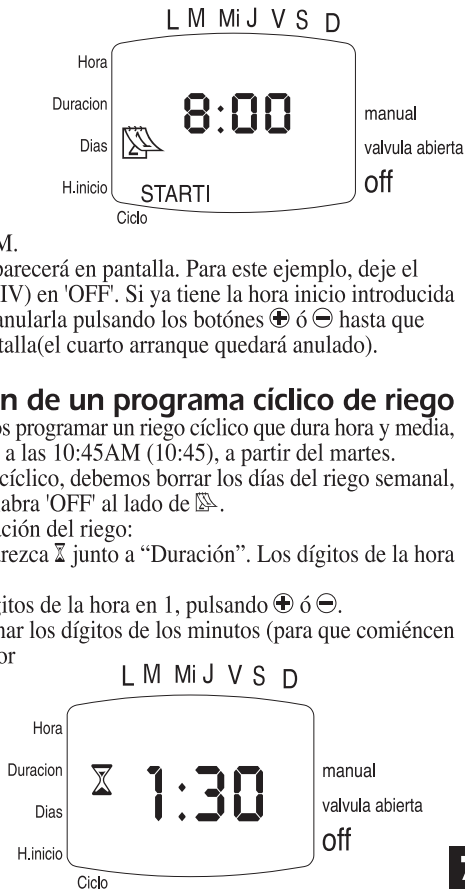 L M Mi J V S D
Hora
Duracion
8:00
manual
Dias
valvula abierta
H.inicio
STARTI
off
Ciclo
M.
parecerá en pantalla. Para este ejemplo, deje el
IV) en 'OFF'. Si ya tiene la hora inicio introducida
anularla pulsando los botónes ⊕ ó ⊖ hasta que
talla(el cuarto arranque quedará anulado).
n de un programa cíclico de riego
os programar un riego cíclico que dura hora y media,
a las 10:45AM (10:45), a partir del martes.
cíclico, debemos borrar los días del riego semanal,
abra 'OFF' al lado de
ación del riego:
arezca junto a “Duración”. Los dígitos de la hora
gitos de la hora en 1, pulsando ⊕ ó ⊖.
nar los dígitos de los minutos (para que comiéncen
or
L M Mi J V S D
Hora
Duracion
1:30
manual
Dias
valvula abierta
H.inicio
off
Ciclo